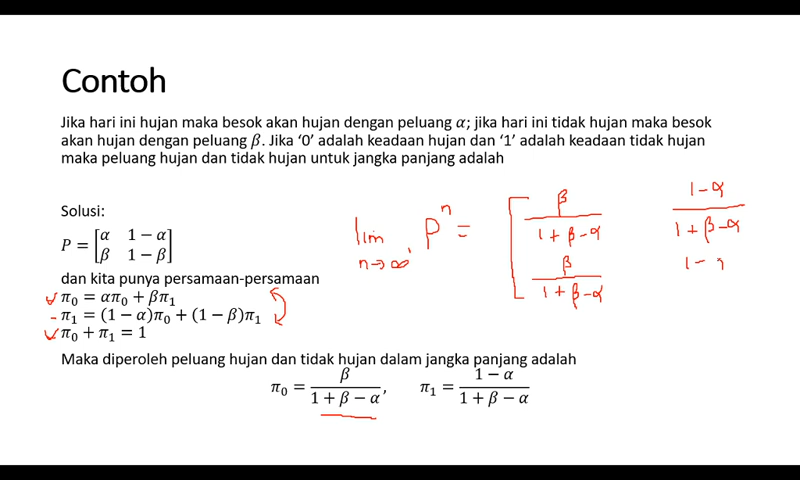 Contoh
Jika hari ini hujan maka besok akan hujan dengan peluang α; jika hari ini tidak hujan maka besok
akan hujan dengan peluang β. Jika ‘0’ adalah keadaan hujan dan ‘1’ adalah keadaan tidak hujan
maka peluang hujan dan tidak hujan untuk jangka panjang adalah
Solusi:
P = [α 1 − α
β 1 − β]
dan kita punya persamaan-persamaan
π₀ = απ₀ + βπ₁
π₁ = (1 − α)π₀ + (1 − β)π₁
π₀ + π₁ = 1
lim n→∞ Pⁿ = [ β / (1 + β − α) (1 − α) / (1 + β − α)
β / (1 + β − α) 1 −
Maka diperoleh peluang hujan dan tidak hujan dalam jangka panjang adalah
π₀ = β / (1 + β − α), π₁ = (1 − α) / (1 + β − α)